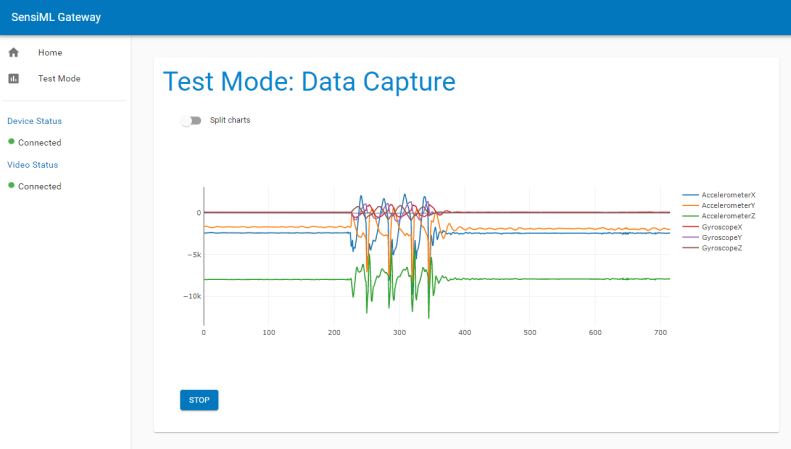 SensiML Gateway
Home
Test Mode
Device Status
Connected
Video Status
Connected
Test Mode: Data Capture
Split charts
0
−5k
−10k
0 100 200 300 400 500 600 700
AccelerometerX
AccelerometerY
AccelerometerZ
GyroscopeX
GyroscopeY
GyroscopeZ
STOP